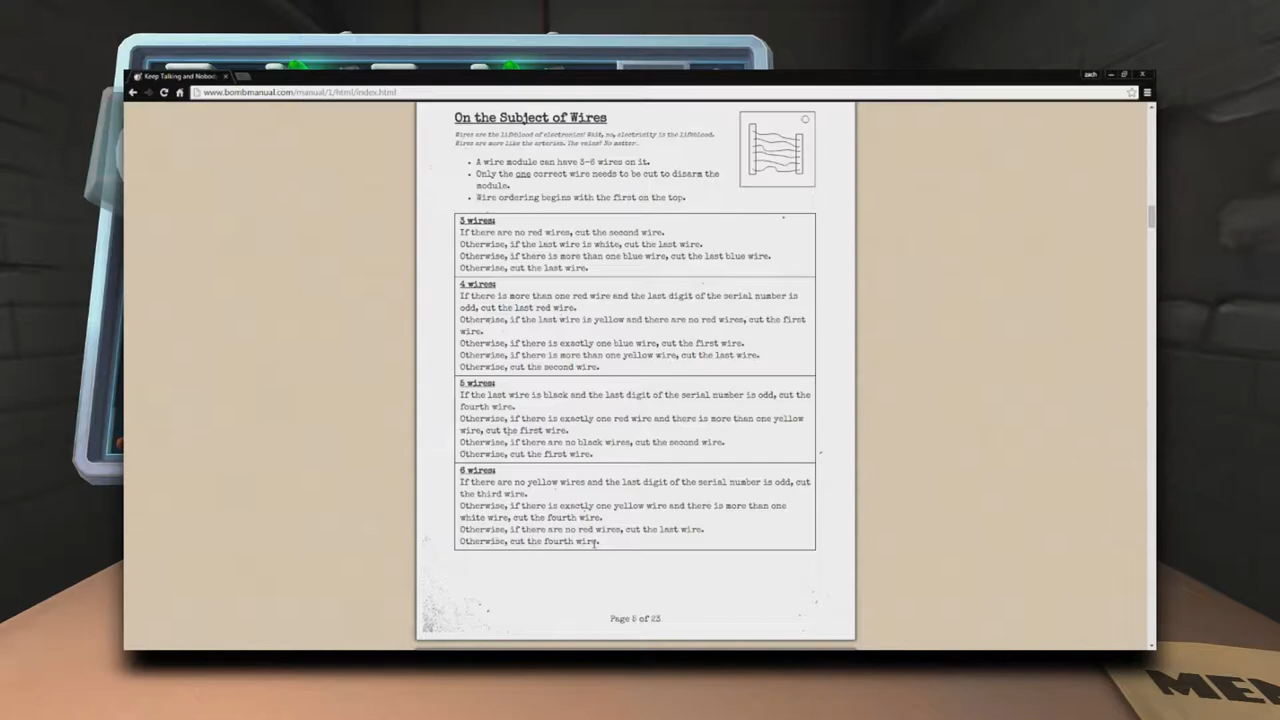 Keep Talking and Nobod
zach
www.bombmanual.com/manual/1/html/index.html
On the Subject of Wires
Wires are the lifeblood of electronics! Wait, no, electricity is the lifeblood.
Wires are more like the arteries. The veins? No matter.
• A wire module can have 3-6 wires on it.
• Only the one correct wire needs to be cut to disarm the
module.
• Wire ordering begins with the first on the top.
3 wires:
If there are no red wires, cut the second wire.
Otherwise, if the last wire is white, cut the last wire.
Otherwise, if there is more than one blue wire, cut the last blue wire.
Otherwise, cut the last wire.
4 wires:
If there is more than one red wire and the last digit of the serial number is
odd, cut the last red wire.
Otherwise, if the last wire is yellow and there are no red wires, cut the first
wire.
Otherwise, if there is exactly one blue wire, cut the first wire.
Otherwise, if there is more than one yellow wire, cut the last wire.
Otherwise, cut the second wire.
5 wires:
If the last wire is black and the last digit of the serial number is odd, cut the
fourth wire.
Otherwise, if there is exactly one red wire and there is more than one yellow
wire, cut the first wire.
Otherwise, if there are no black wires, cut the second wire.
Otherwise, cut the first wire.
6 wires:
If there are no yellow wires and the last digit of the serial number is odd, cut
the third wire.
Otherwise, if there is exactly one yellow wire and there is more than one
white wire, cut the fourth wire.
Otherwise, if there are no red wires, cut the last wire.
Otherwise, cut the fourth wire.
Page 5 of 23